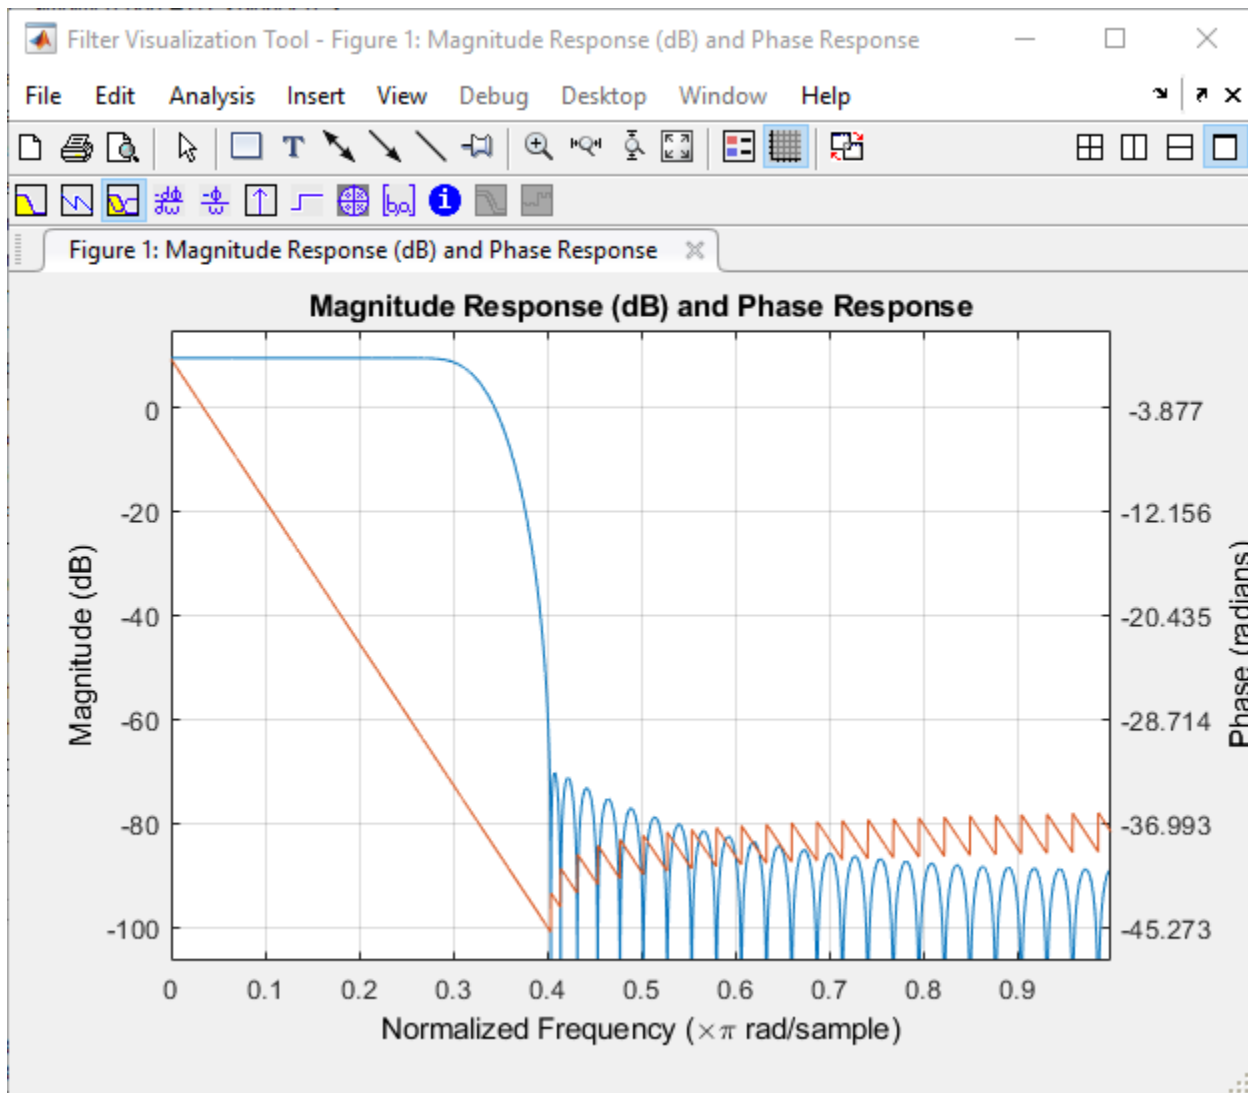 Filter Visualization Tool - Figure 1: Magnitude Response (dB) and Phase Response
File Edit Analysis Insert View Debug Desktop Window Help
Figure 1: Magnitude Response (dB) and Phase Response
Magnitude Response (dB) and Phase Response
Magnitude (dB)
0
-20
-40
-60
-80
-100
-3.877
-12.156
-20.435
-28.714
-36.993
-45.273
Phase (radians)
0 0.1 0.2 0.3 0.4 0.5 0.6 0.7 0.8 0.9
Normalized Frequency (×π rad/sample)